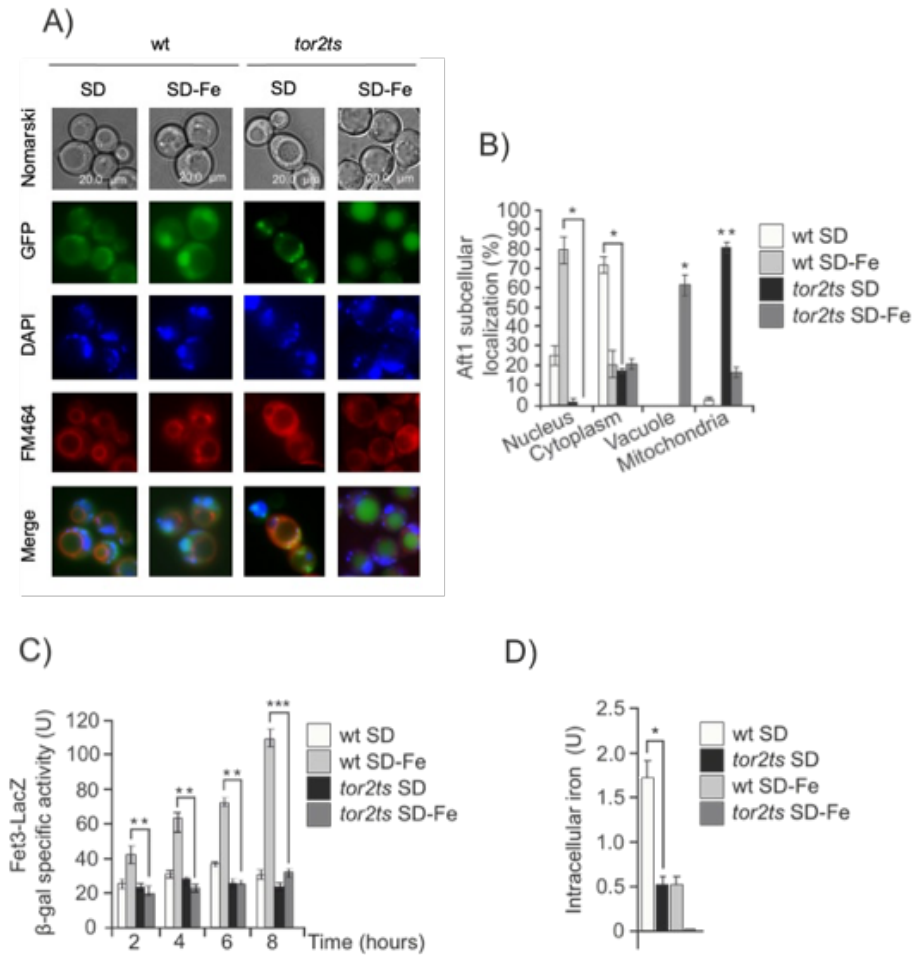 A)
wt tor2ts
SD SD-Fe SD SD-Fe
Nomarski
20.0 µm 20.0 µm 20.0 µm 20.0 µm
GFP
DAPI
FM464
Merge
B)
Aft1 subcellular
localization (%)
100
90
80
70
60
50
40
30
20
10
0
* * * **
Nucleus
Cytoplasm
Vacuole
Mitochondria
wt SD
wt SD-Fe
tor2ts SD
tor2ts SD-Fe
C)
Fet3-LacZ
β-gal specific activity (U)
120
100
80
60
40
20
0
** ** ** ***
2 4 6 8 Time (hours)
wt SD
wt SD-Fe
tor2ts SD
tor2ts SD-Fe
D)
Intracellular iron (U)
2.5
2.0
1.5
1.0
0.5
0
*
wt SD
tor2ts SD
wt SD-Fe
tor2ts SD-Fe